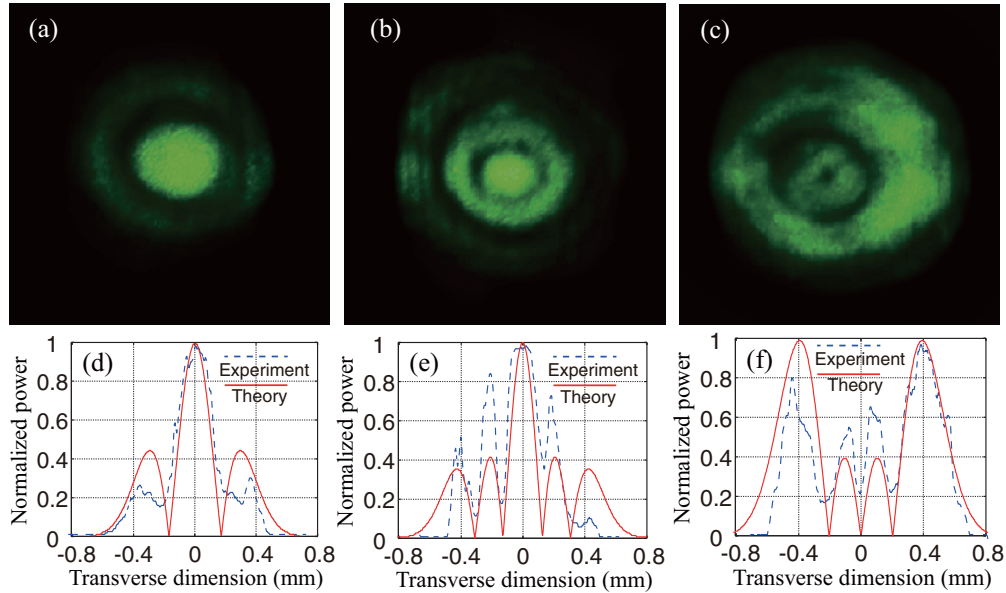 (a)
(b)
(c)
(d)
Experiment
Theory
Normalized power
1
0.8
0.6
0.4
0.2
0
-0.8
-0.4
0
0.4
0.8
Transverse dimension (mm)
(e)
Experiment
Theory
Normalized power
1
0.8
0.6
0.4
0.2
0
-0.8
-0.4
0
0.4
0.8
Transverse dimension (mm)
(f)
Experiment
Theory
Normalized power
1
0.8
0.6
0.4
0.2
0
-0.8
-0.4
0
0.4
0.8
Transverse dimension (mm)